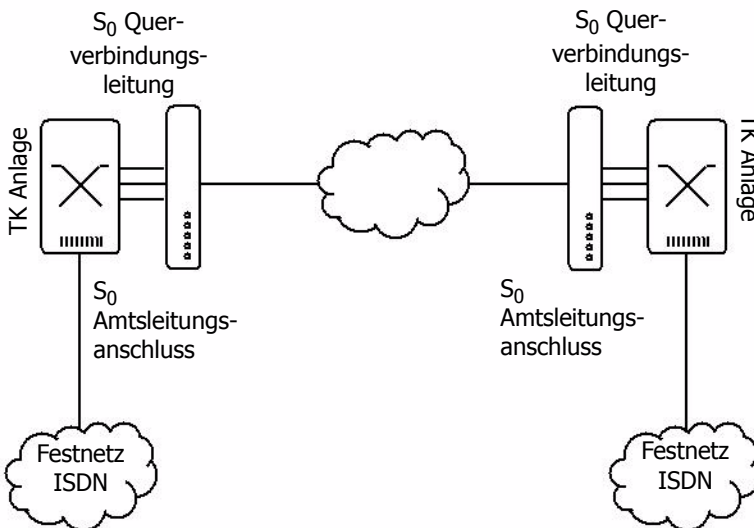 S₀ Quer-
verbindungs-
leitung
S₀ Quer-
verbindungs-
leitung
TK Anlage
TK Anlage
S₀
Amtsleitungs-
anschluss
S₀
Amtsleitungs-
anschluss
Festnetz
ISDN
Festnetz
ISDN